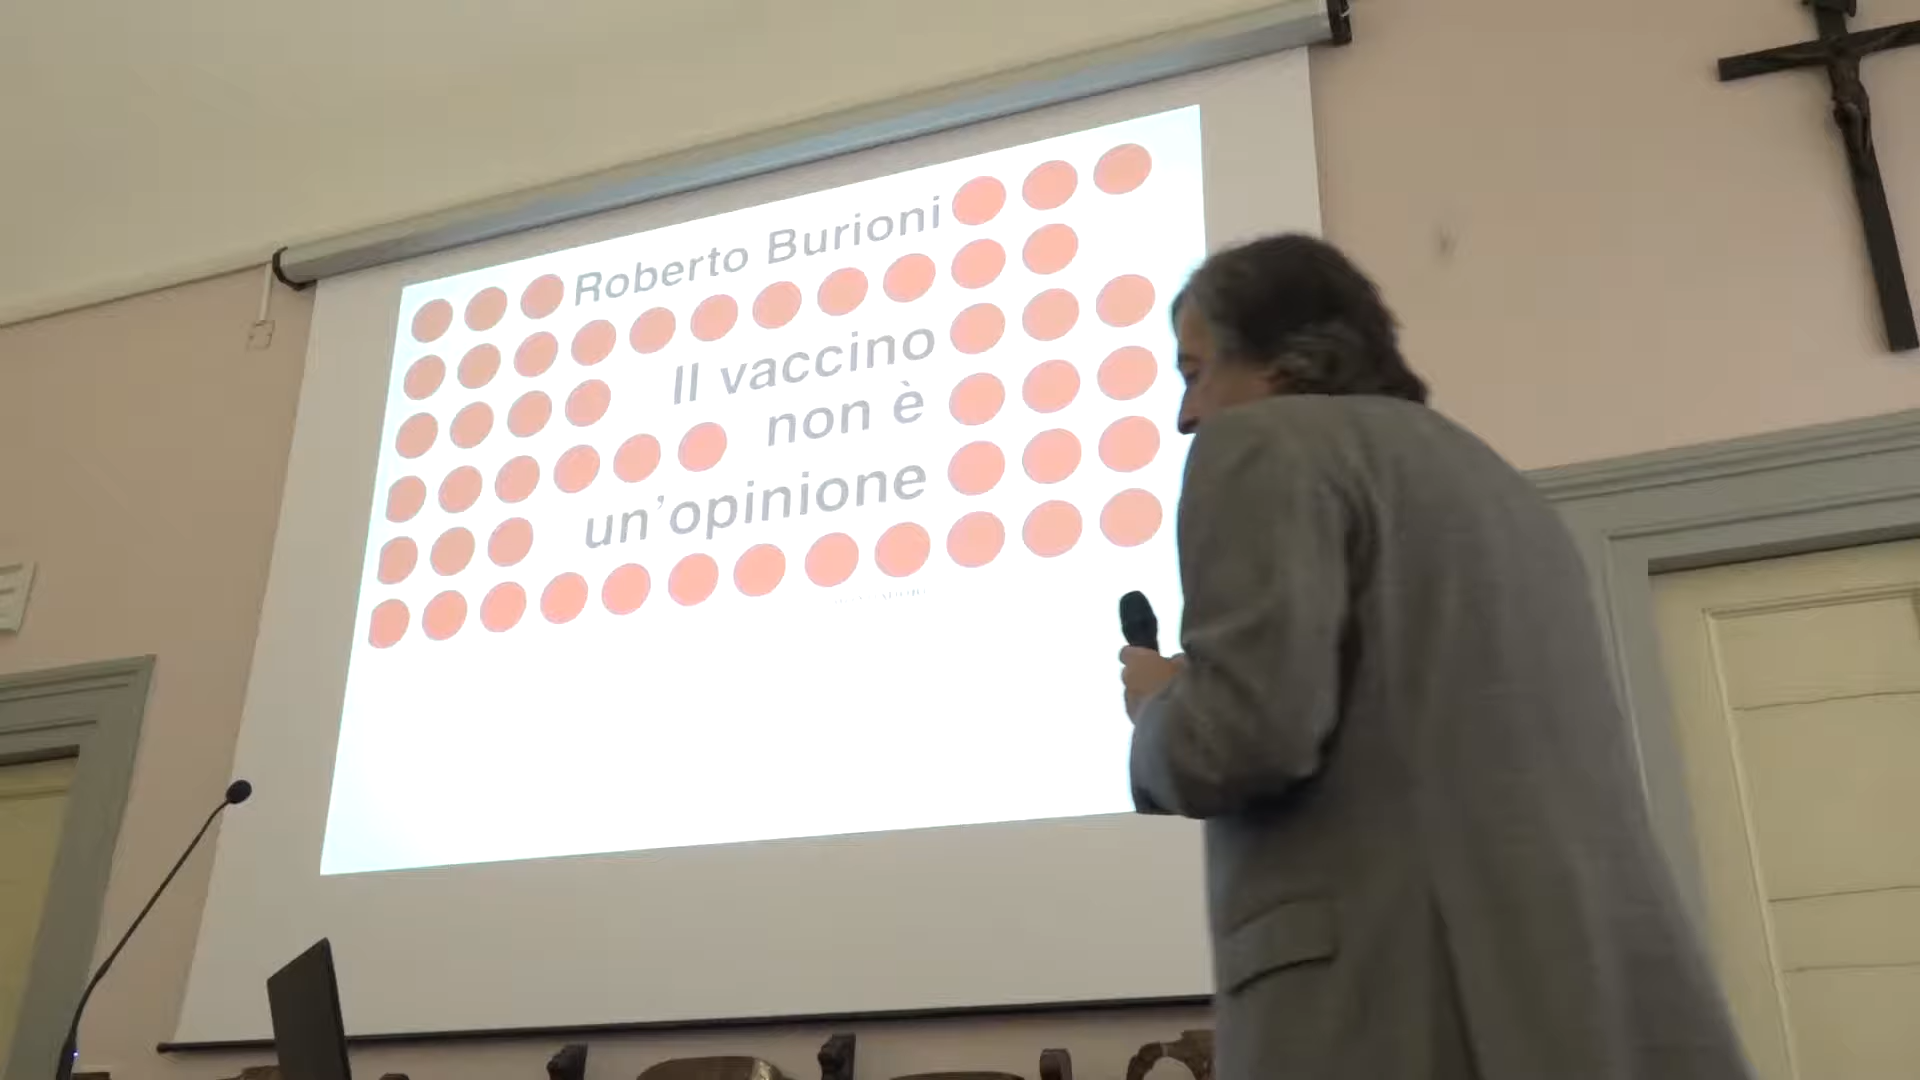 Roberto Burioni
Il vaccino
non è
un'opinione